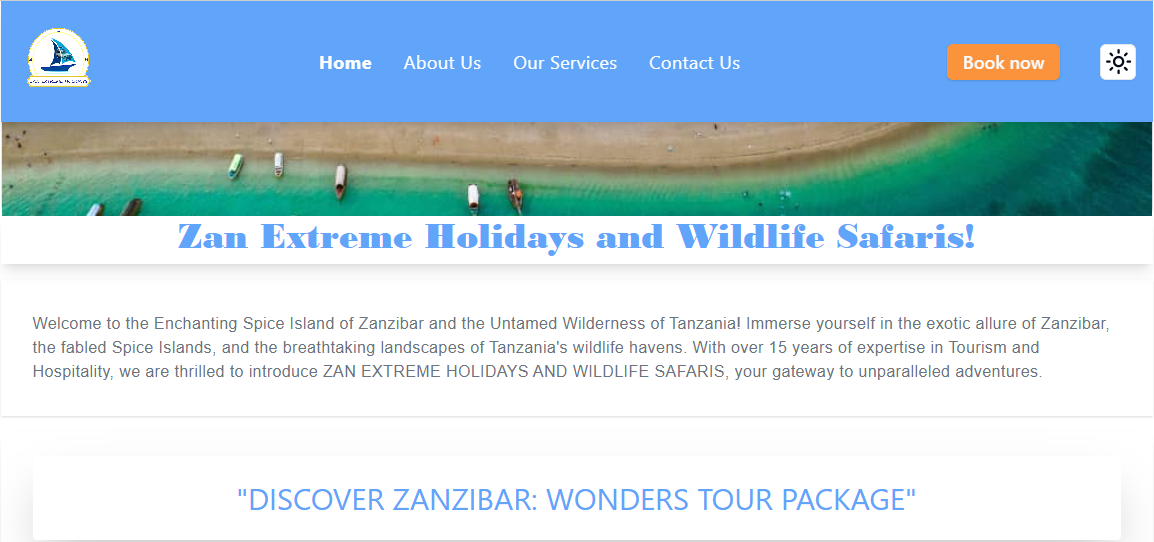 Home About Us Our Services Contact Us Book now
Zan Extreme Holidays and Wildlife Safaris!
Welcome to the Enchanting Spice Island of Zanzibar and the Untamed Wilderness of Tanzania! Immerse yourself in the exotic allure of Zanzibar,
the fabled Spice Islands, and the breathtaking landscapes of Tanzania's wildlife havens. With over 15 years of expertise in Tourism and
Hospitality, we are thrilled to introduce ZAN EXTREME HOLIDAYS AND WILDLIFE SAFARIS, your gateway to unparalleled adventures.
"DISCOVER ZANZIBAR: WONDERS TOUR PACKAGE"